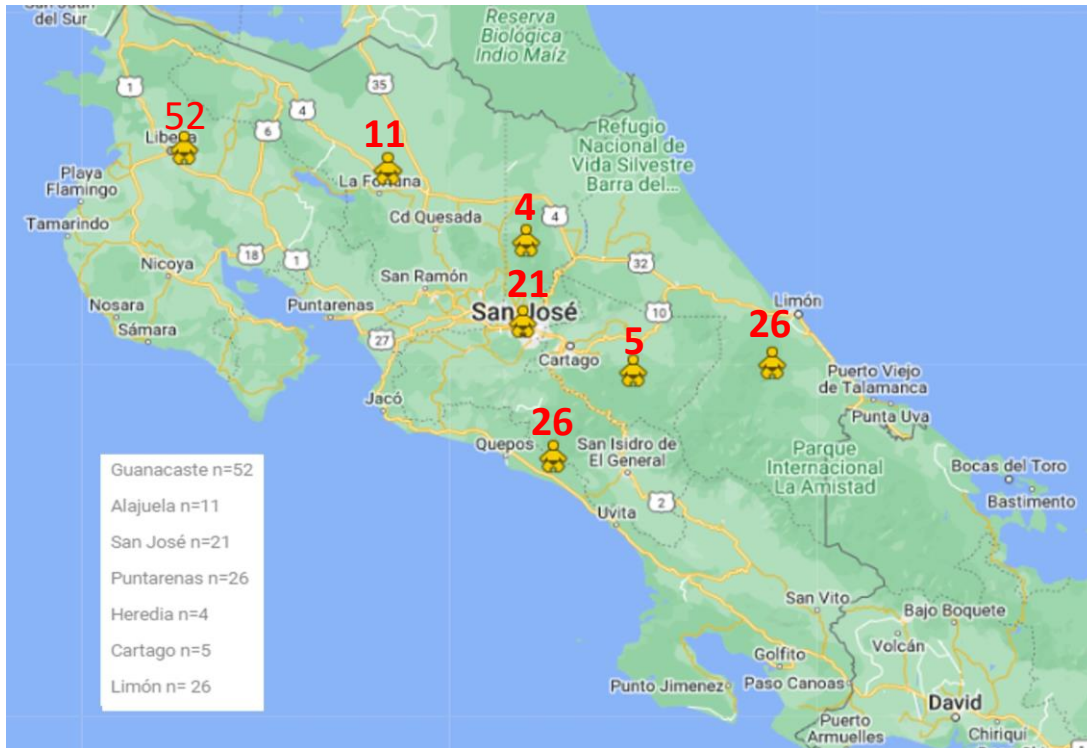 San Juan
del Sur
Reserva
Biológica
Indio Maíz
1
35
4
6
52
Liberia
11
Refugio
Nacional de
Vida Silvestre
Barra del...
Playa
Flamingo
La Fortuna
Tamarindo
Cd Quesada
4
4
18
1
Nicoya
San Ramón
32
21
Nosara
Puntarenas
San José
10
Limón
Sámara
27
Cartago
5
26
Puerto Viejo
de Talamanca
Jacó
Punta Uva
26
Quepos
San Isidro de
El General
Parque
Internacional
La Amistad
Bocas del Toro
Bastimento
2
Uvita
Guanacaste n=52
Alajuela n=11
San José n=21
Puntarenas n=26
Heredia n=4
Cartago n=5
Limón n= 26
San Vito
Bajo Boquete
Volcán
Golfito
Punto Jimenez
Paso Canoas
David
Puerto
Armuelles
Chiriquí